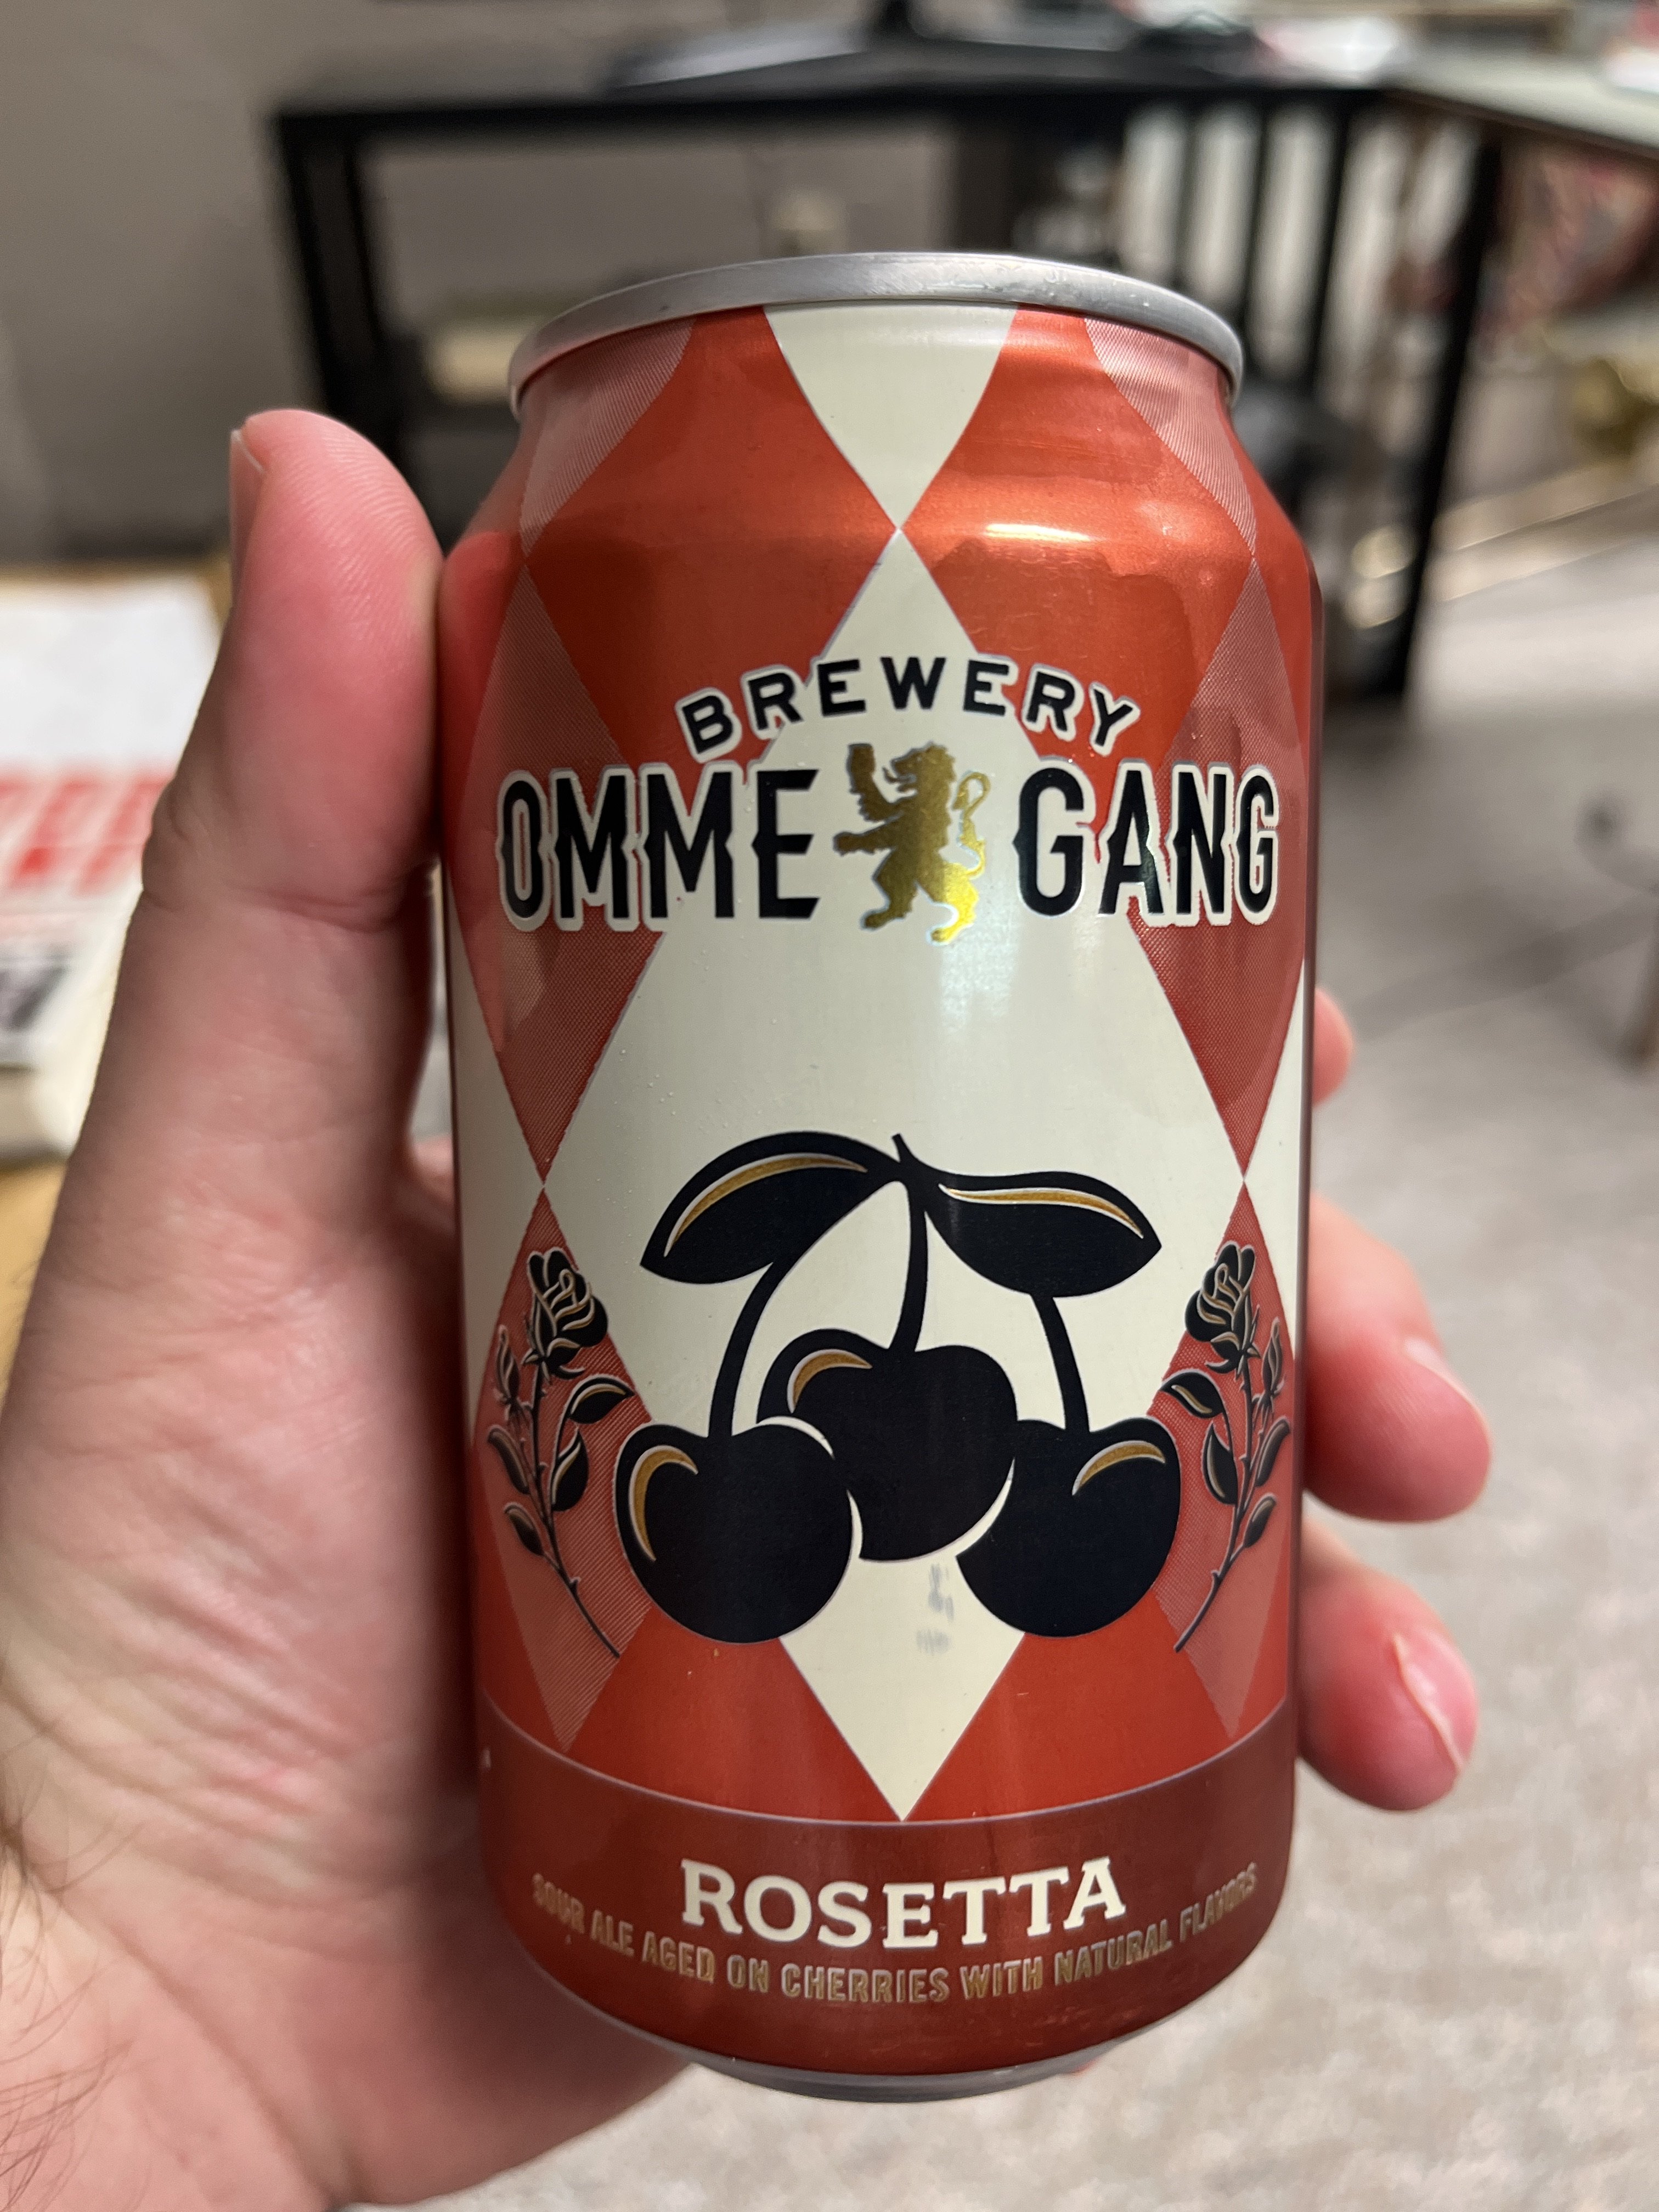 BREWERY
OMME GANG
ROSETTA
SOUR ALE AGED ON CHERRIES WITH NATURAL FLAVORS